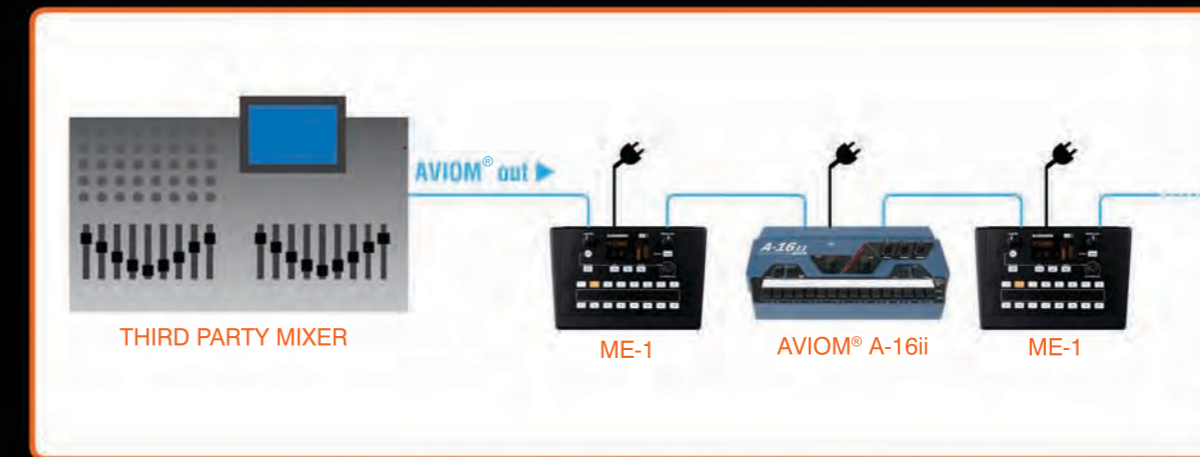 AVIOM® out ►
A-16II
THIRD PARTY MIXER
ME-1
AVIOM® A-16ii
ME-1